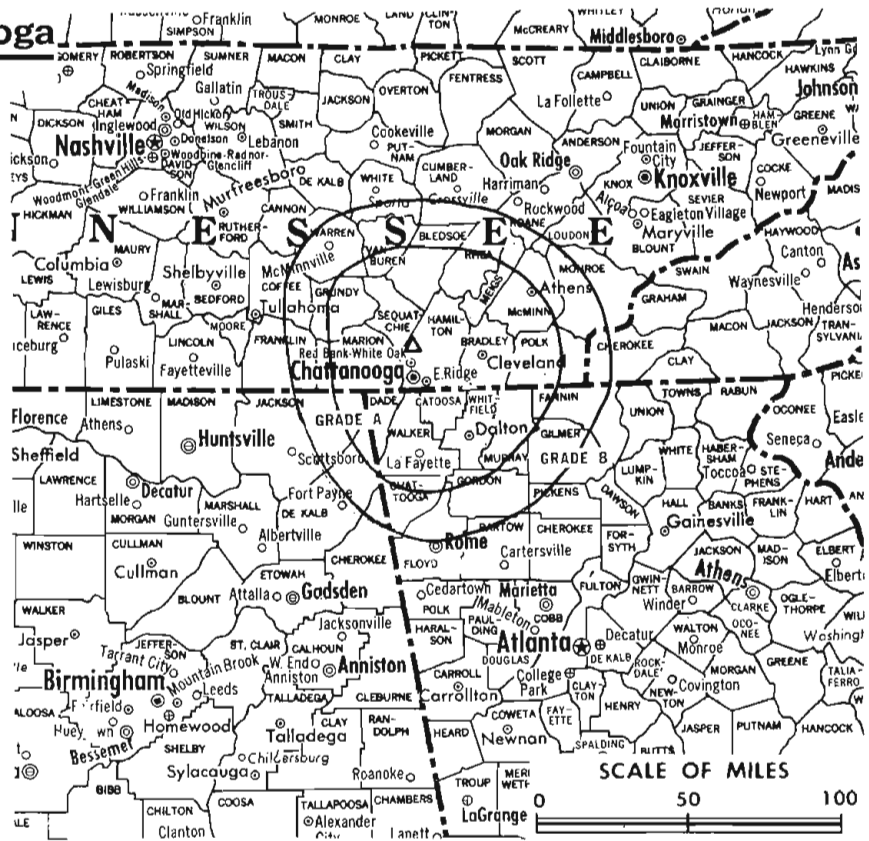 oga
Franklin
SIMPSON
MONROE
LAND
CLIN-
TON
McCREARY
WHITLEY
Middlesboro
ROBERTSON
SUMNER
MACON
CLAY
PICKETT
SCOTT
CLAIBORNE
HANCOCK
HAWKINS
Springfield
Gallatin
TROUS-
DALE
JACKSON
OVERTON
FENTRESS
CAMPBELL
La Follette
UNION
GRAINGER
Johnson
CHEAT-
HAM
Madison
Old Hickory
Inglewood
WILSON
SMITH
DICKSON
Nashville
Donelson
Lebanon
Woodbine-Radnor-
Glencliff
DAVID-
SON
Cookeville
PUT-
NAM
MORGAN
Morristown
HAM-
BLEN
GREENE
Greeneville
ANDERSON
Fountain
City
JEFFER-
SON
Oak Ridge
Harriman
KNOX
Knoxville
COCKE
Newport
Woodmont-Green Hills-
Glendale
Franklin
WILLIAMSON
Murfreesboro
DE KALB
WHITE
Sparta
CUMBER-
LAND
Crossville
Rockwood
ROANE
Alcoa
SEVIER
Eagleton Village
Maryville
BLOUNT
HICKMAN
N E S S E E
RUTHER-
FORD
CANNON
WARREN
VAN
BUREN
BLEDSOE
RHEA
LOUDON
HAYWOOD
Canton
MAURY
Columbia
Shelbyville
McMinnville
COFFEE
LEWIS
Lewisburg
MAR-
SHALL
BEDFORD
GRUNDY
MEIGS
MONROE
Athens
McMINN
SWAIN
Waynesville
GRAHAM
Henderso
LAW-
RENCE
GILES
MOORE
Tullahoma
SEQUAT-
CHIE
HAMIL-
TON
MACON
JACKSON
TRAN-
SYLVANI
Pulaski
LINCOLN
Fayetteville
FRANKLIN
MARION
Red Bank-White Oak
Chattanooga
E.Ridge
BRADLEY
Cleveland
POLK
CHEROKEE
CLAY
Florence
LIMESTONE
MADISON
JACKSON
DADE
CATOOSA
WHIT-
FIELD
FANNIN
TOWNS
RABUN
Athens
Huntsville
GRADE A
WALKER
Dalton
GILMER
UNION
OCONEE
Seneca
Sheffield
Scottsboro
La Fayette
MURRAY
GRADE B
WHITE
HABER-
SHAM
Toccoa
STE-
PHENS
LAWRENCE
Decatur
Hartselle
MORGAN
MARSHALL
Guntersville
Fort Payne
DE KALB
CHAT-
TOOGA
GORDON
PICKENS
LUMP-
KIN
DAWSON
HALL
BANKS
FRANK-
LIN
HART
Gainesville
Albertville
Rome
FLOYD
BARTOW
Cartersville
CHEROKEE
FOR-
SYTH
JACKSON
MAD-
ISON
ELBERT
WINSTON
CULLMAN
Cullman
ETOWAH
Attalla
Gadsden
CHEROKEE
Athens
BLOUNT
Cedartown
Marietta
COBB
FULTON
GWIN-
NETT
BARROW
Winder
CLARKE
OCO-
NEE
OGLE-
THORPE
WALKER
POLK
Mableton
Jasper
JEFFER-
SON
ST. CLAIR
Jacksonville
CALHOUN
HARAL-
SON
PAUL-
DING
DOUGLAS
Atlanta
Decatur
DE KALB
WALTON
Monroe
Tarrant City
Birmingham
Mountain Brook
Leeds
W. End
Anniston
Anniston
CARROLL
Carrollton
College
Park
CLAY-
TON
ROCK-
DALE
NEW-
TON
Covington
MORGAN
GREENE
TALIA-
FERRO
TALLADEGA
CLEBURNE
Homewood
Bessemer
Talladega
CLAY
RAN-
DOLPH
HEARD
COWETA
Newnan
FAY-
ETTE
HENRY
JASPER
PUTNAM
HANCOCK
SHELBY
Sylacauga
Roanoke
SPALDING
BUTTS
BIBB
CHILTON
Clanton
COOSA
TALLAPOOSA
Alexander
City
CHAMBERS
Lanett
TROUP
LaGrange
SCALE OF MILES
0 50 100